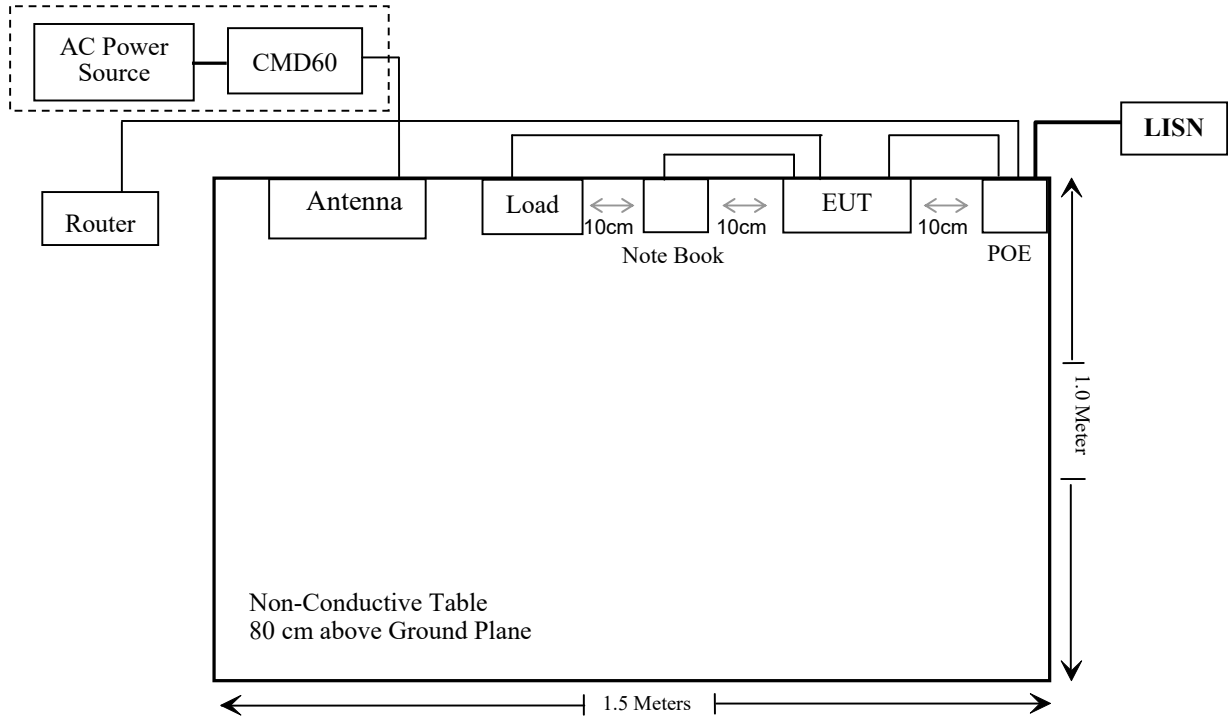 AC Power
Source
CMD60
LISN
Router
Antenna
Load
10cm
10cm
EUT
10cm
Note Book
POE
1.0 Meter
Non-Conductive Table
80 cm above Ground Plane
1.5 Meters